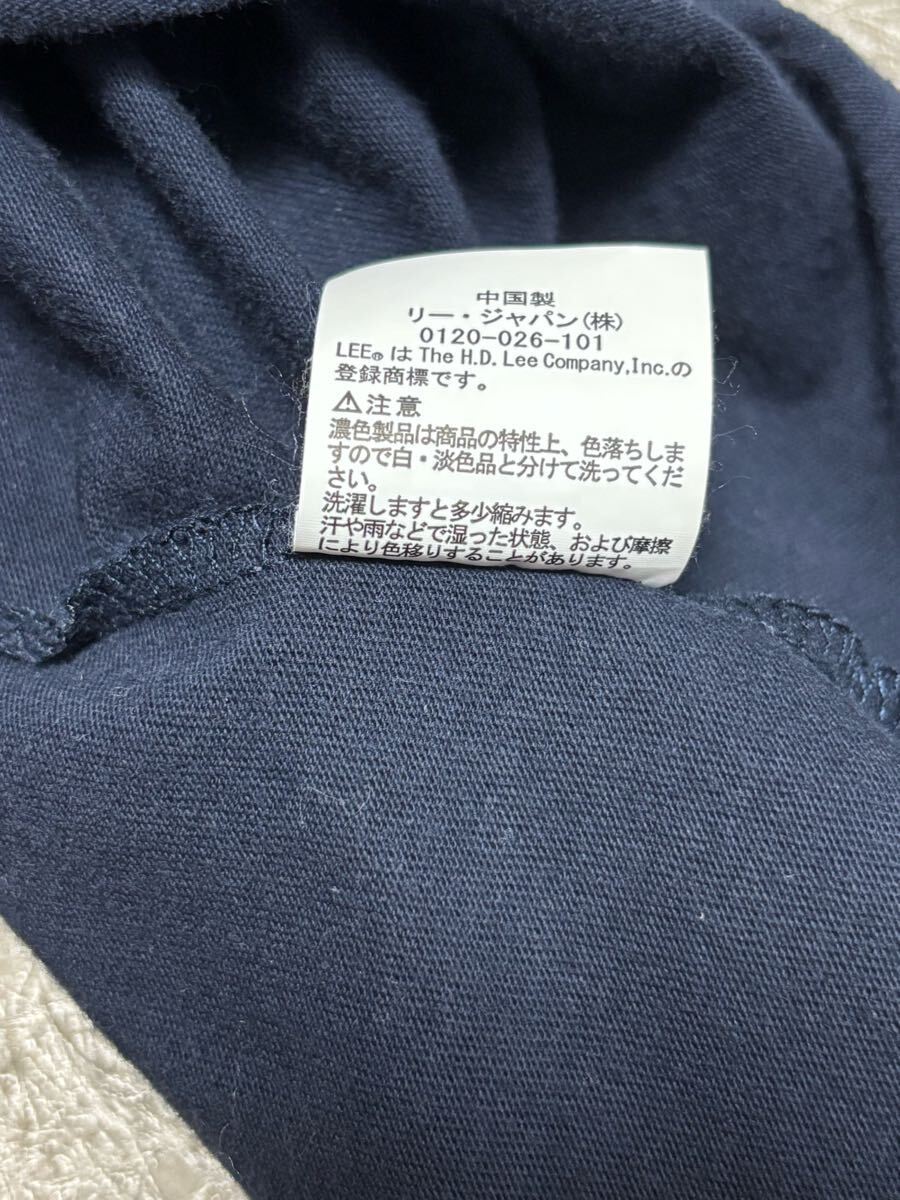 中国製
リー・ジャパン(株)
0120-026-101
LEE® は The H.D. Lee Company,Inc.の
登録商標です。
⚠注意
濃色製品は商品の特性上、色落ちしま
すので白・淡色品と分けて洗ってくだ
さい。
洗濯しますと多少縮みます。
汗や雨などで湿った状態、および摩擦
により色移りすることがあります。